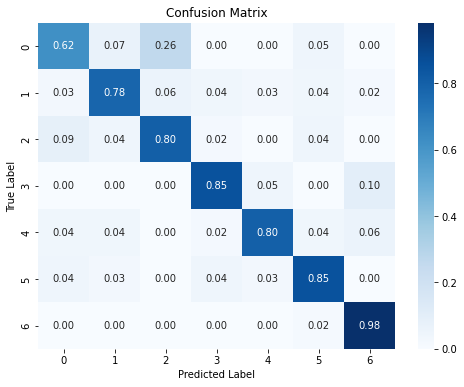 Confusion Matrix
0 0.62 0.07 0.26 0.00 0.00 0.05 0.00
1 0.03 0.78 0.06 0.04 0.03 0.04 0.02
2 0.09 0.04 0.80 0.02 0.00 0.04 0.00
3 0.00 0.00 0.00 0.85 0.05 0.00 0.10
4 0.04 0.04 0.00 0.02 0.80 0.04 0.06
5 0.04 0.03 0.00 0.04 0.03 0.85 0.00
6 0.00 0.00 0.00 0.00 0.00 0.02 0.98
0 1 2 3 4 5 6
Predicted Label
True Label
0.8
0.6
0.4
0.2
0.0